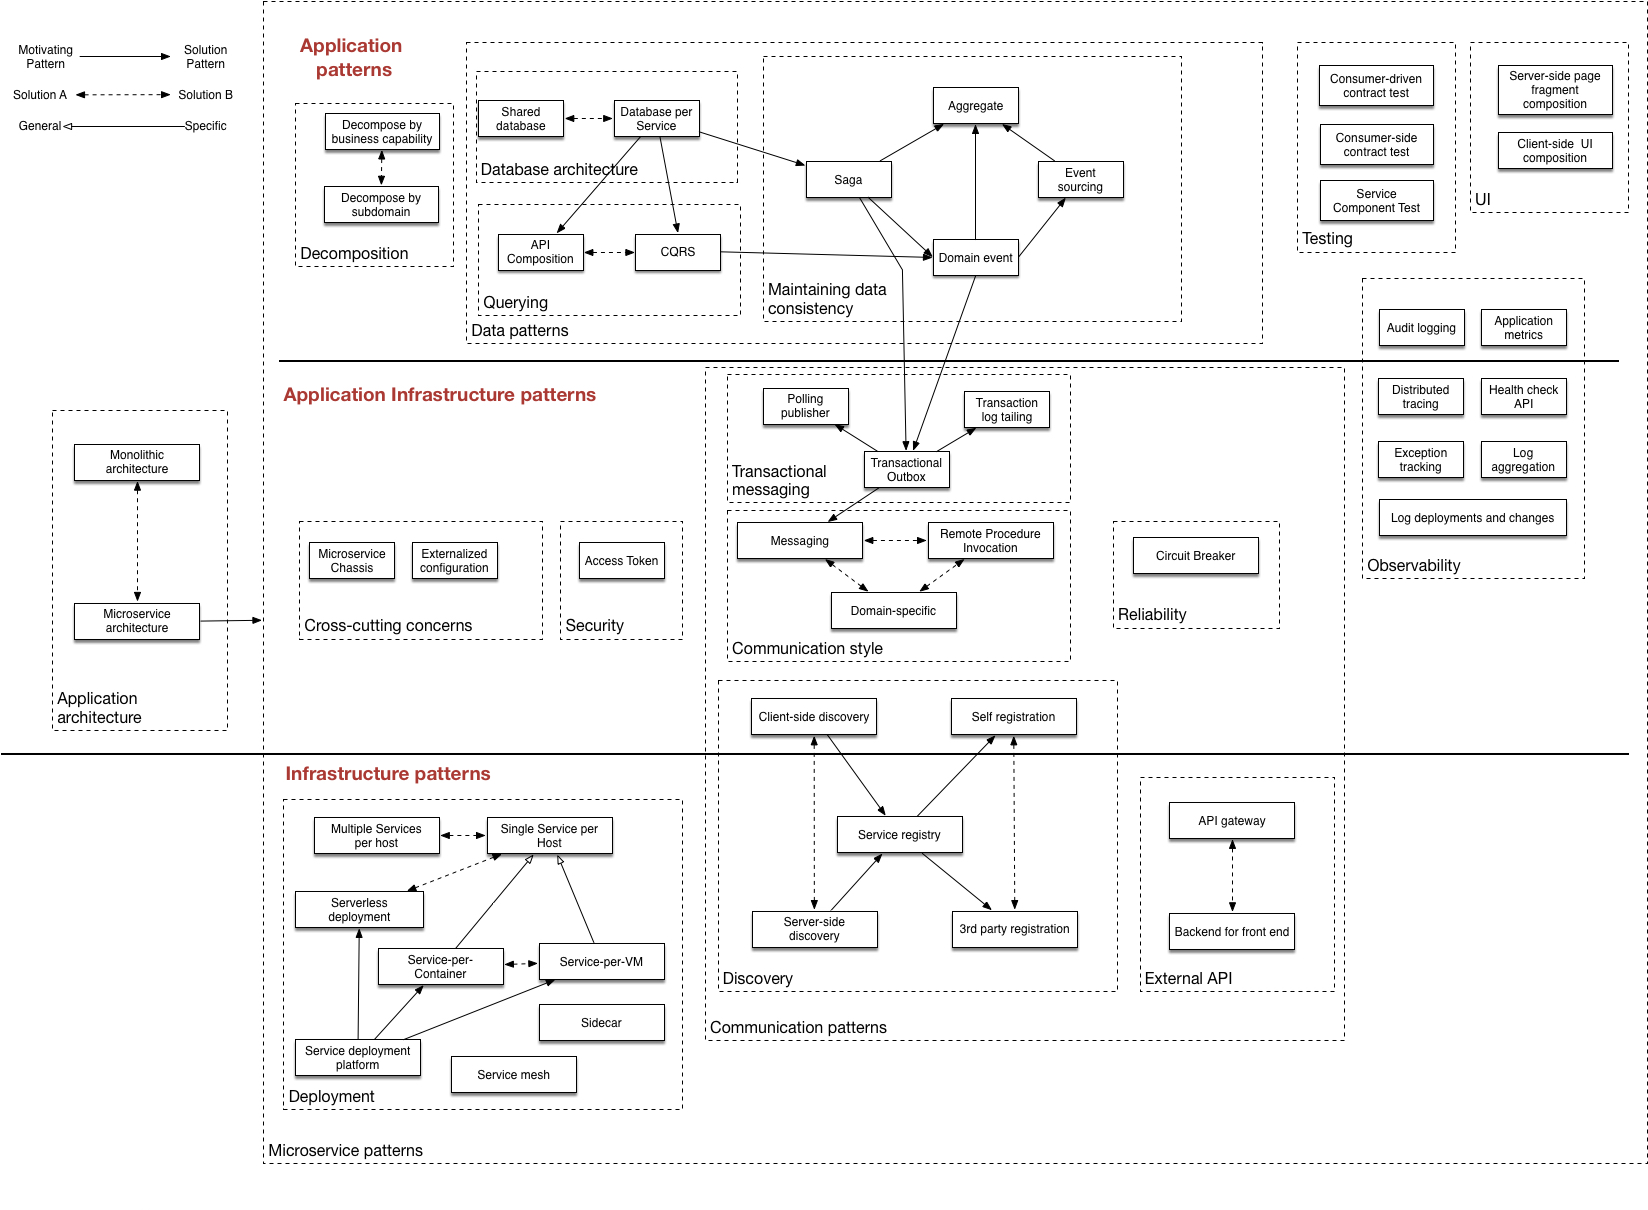 Motivating
Pattern
Solution
Pattern
Solution A
Solution B
General
Specific
Application
patterns
Decompose by
business capability
Decompose by
subdomain
Decomposition
Shared
database
Database per
Service
Database architecture
API
Composition
CQRS
Querying
Data patterns
Aggregate
Saga
Event
sourcing
Domain event
Maintaining data
consistency
Consumer-driven
contract test
Consumer-side
contract test
Service
Component Test
Testing
Server-side page
fragment
composition
Client-side UI
composition
UI
Audit logging
Application
metrics
Distributed
tracing
Health check
API
Exception
tracking
Log
aggregation
Log deployments and changes
Observability
Application Infrastructure patterns
Monolithic
architecture
Microservice
architecture
Application
architecture
Microservice
Chassis
Externalized
configuration
Cross-cutting concerns
Access Token
Security
Polling
publisher
Transaction
log tailing
Transactional
Outbox
Transactional
messaging
Messaging
Remote Procedure
Invocation
Domain-specific
Communication style
Circuit Breaker
Reliability
Client-side discovery
Self registration
Service registry
Server-side
discovery
3rd party registration
Discovery
API gateway
Backend for front end
External API
Communication patterns
Infrastructure patterns
Multiple Services
per host
Single Service per
Host
Serverless
deployment
Service-per-
Container
Service-per-VM
Sidecar
Service deployment
platform
Service mesh
Deployment
Microservice patterns